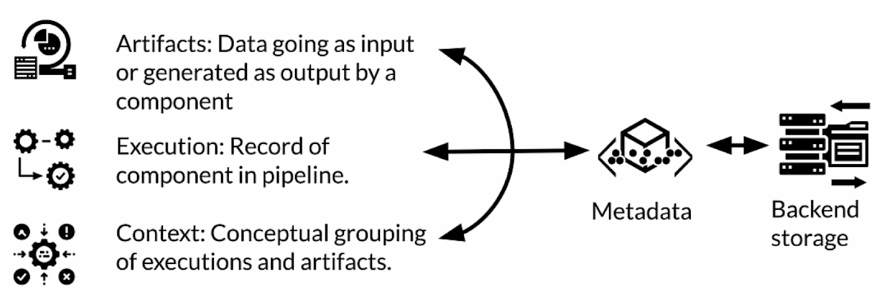 Artifacts: Data going as input
or generated as output by a
component
Execution: Record of
component in pipeline.
Context: Conceptual grouping
of executions and artifacts.
Metadata
Backend
storage